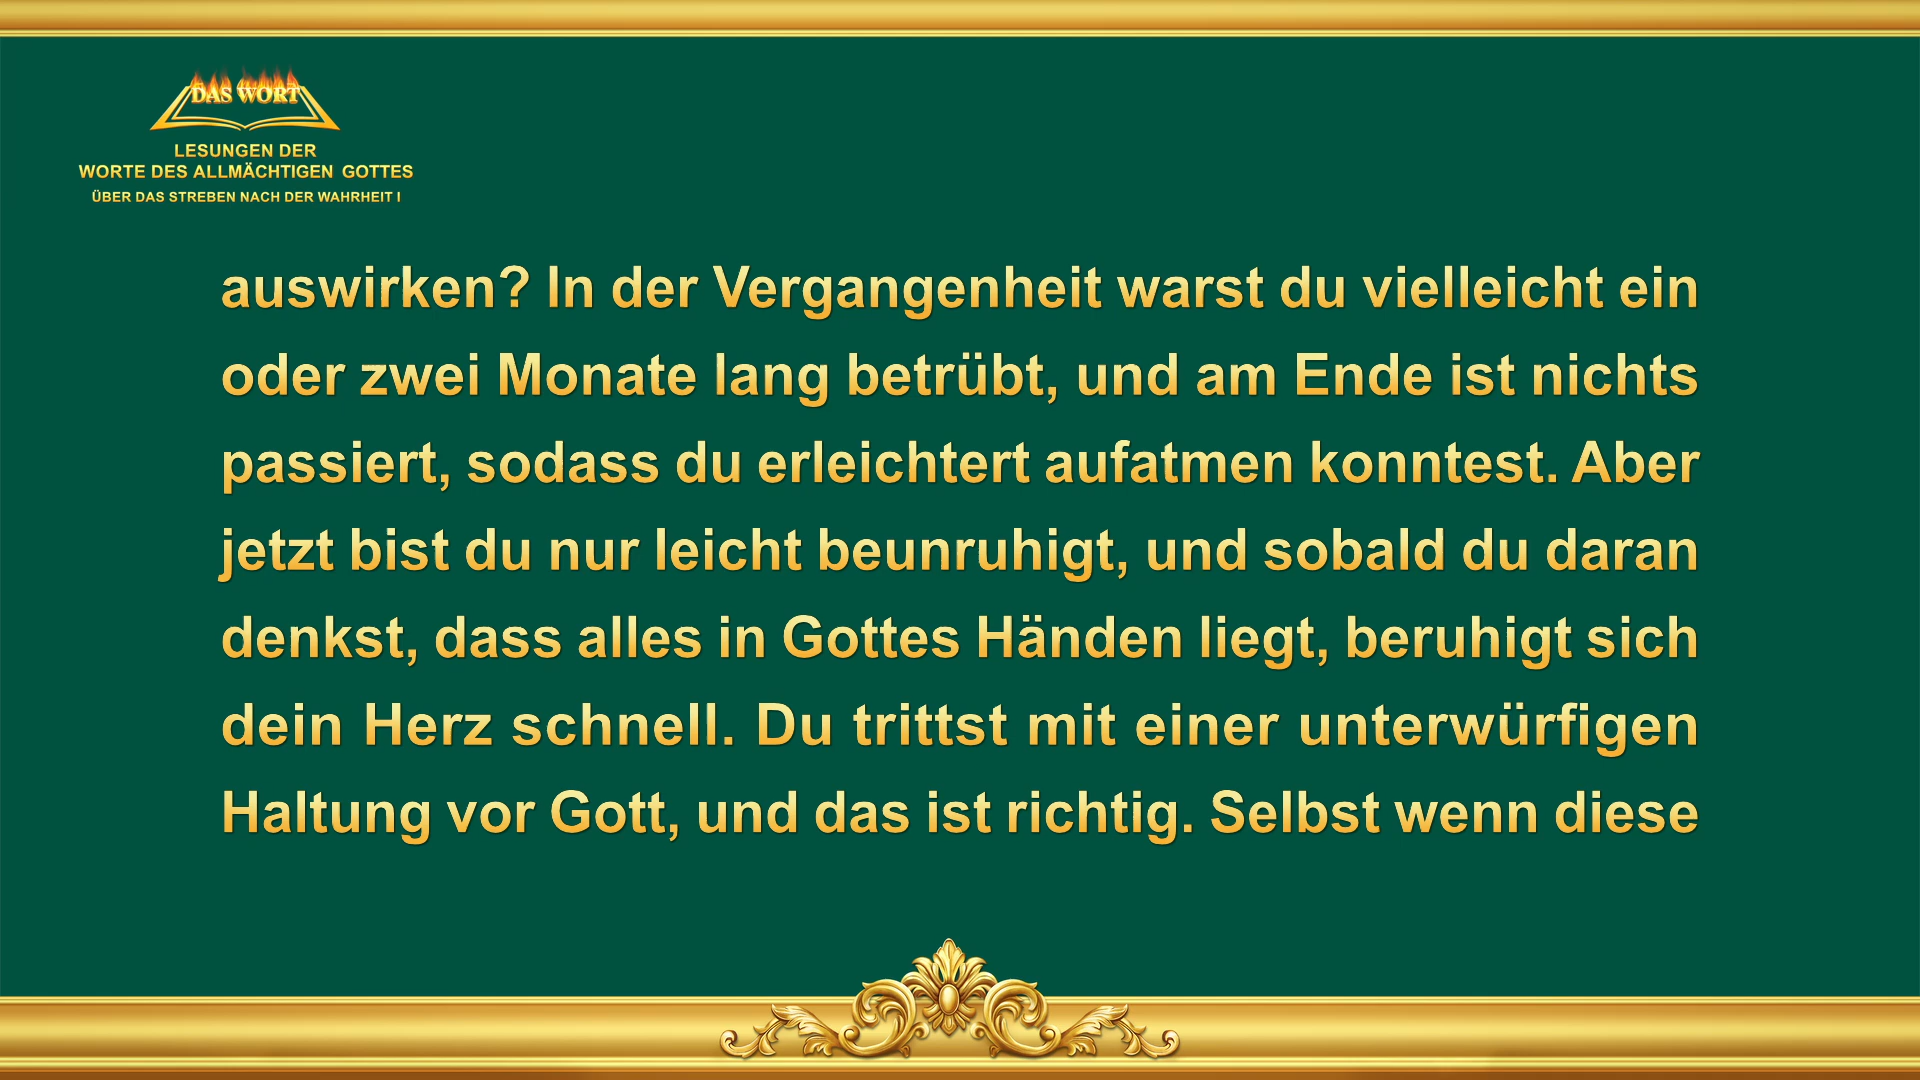 DAS WORT
LESUNGEN DER
WORTE DES ALLMÄCHTIGEN GOTTES
ÜBER DAS STREBEN NACH DER WAHRHEIT I
auswirken? In der Vergangenheit warst du vielleicht ein
oder zwei Monate lang betrübt, und am Ende ist nichts
passiert, sodass du erleichtert aufatmen konntest. Aber
jetzt bist du nur leicht beunruhigt, und sobald du daran
denkst, dass alles in Gottes Händen liegt, beruhigt sich
dein Herz schnell. Du trittst mit einer unterwürfigen
Haltung vor Gott, und das ist richtig. Selbst wenn diese